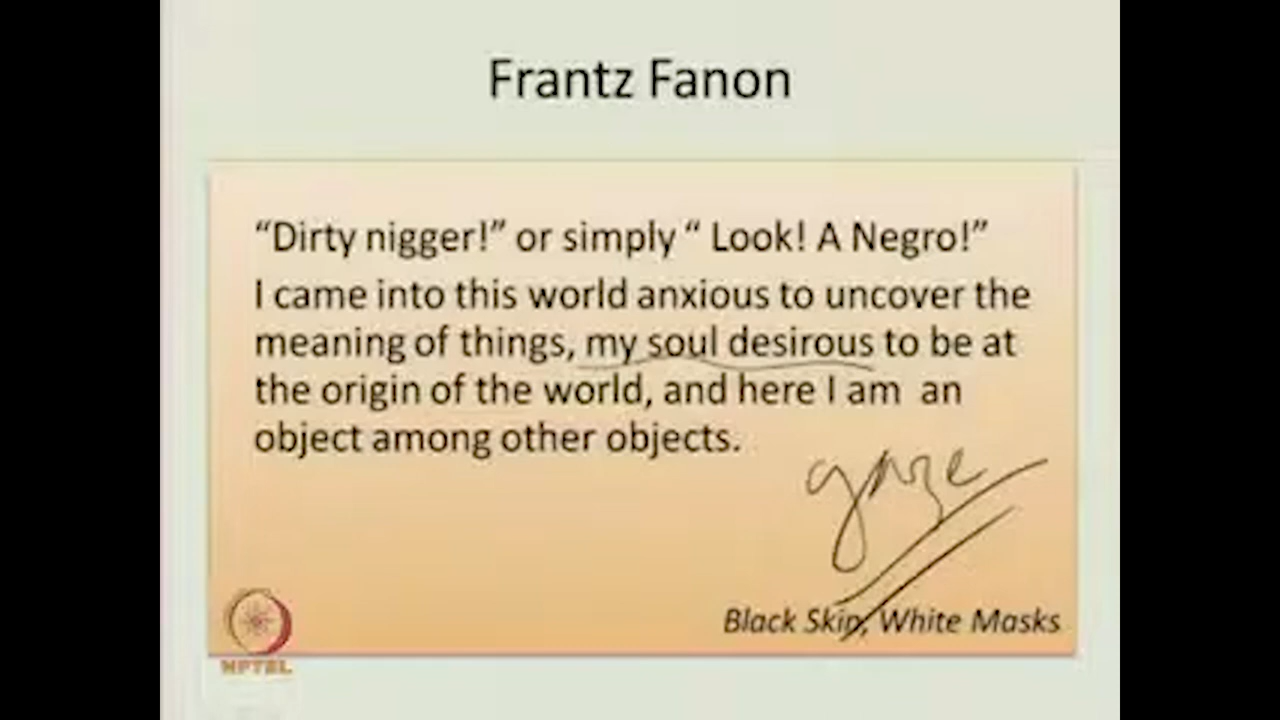 Frantz Fanon
“Dirty nigger!” or simply “ Look! A Negro!”
I came into this world anxious to uncover the
meaning of things, my soul desirous to be at
the origin of the world, and here I am an
object among other objects.
gaze
Black Skin, White Masks
NPTEL